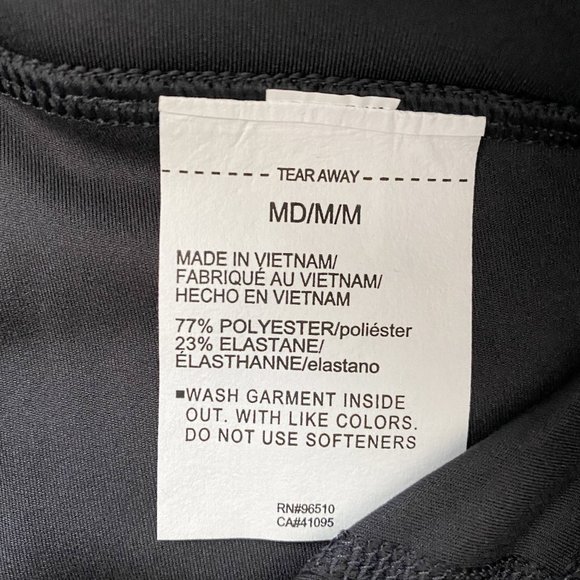 TEAR AWAY
MD/M/M
MADE IN VIETNAM/
FABRIQUÉ AU VIETNAM/
HECHO EN VIETNAM
77% POLYESTER/poliéster
23% ELASTANE/
ÉLASTHANNE/elastano
▪WASH GARMENT INSIDE
OUT. WITH LIKE COLORS.
DO NOT USE SOFTENERS
RN#96510
CA#41095